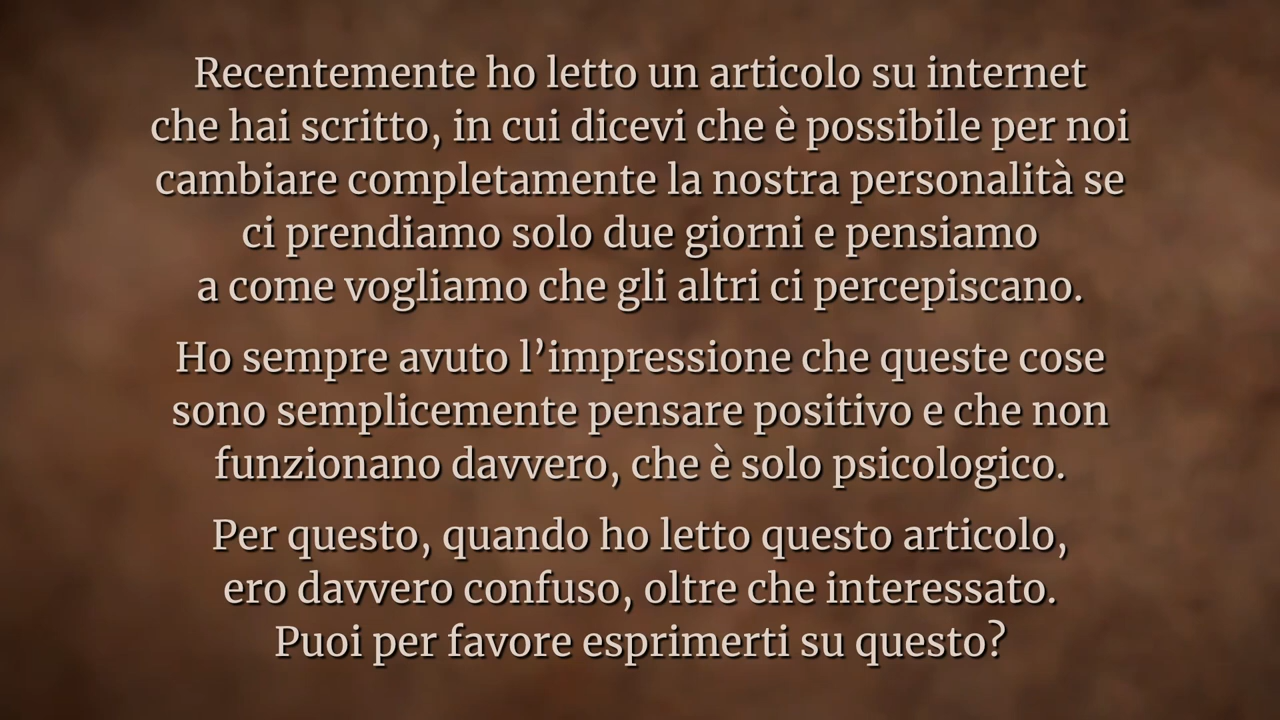 Recentemente ho letto un articolo su internet
che hai scritto, in cui dicevi che è possibile per noi
cambiare completamente la nostra personalità se
ci prendiamo solo due giorni e pensiamo
a come vogliamo che gli altri ci percepiscano.
Ho sempre avuto l’impressione che queste cose
sono semplicemente pensare positivo e che non
funzionano davvero, che è solo psicologico.
Per questo, quando ho letto questo articolo,
ero davvero confuso, oltre che interessato.
Puoi per favore esprimerti su questo?